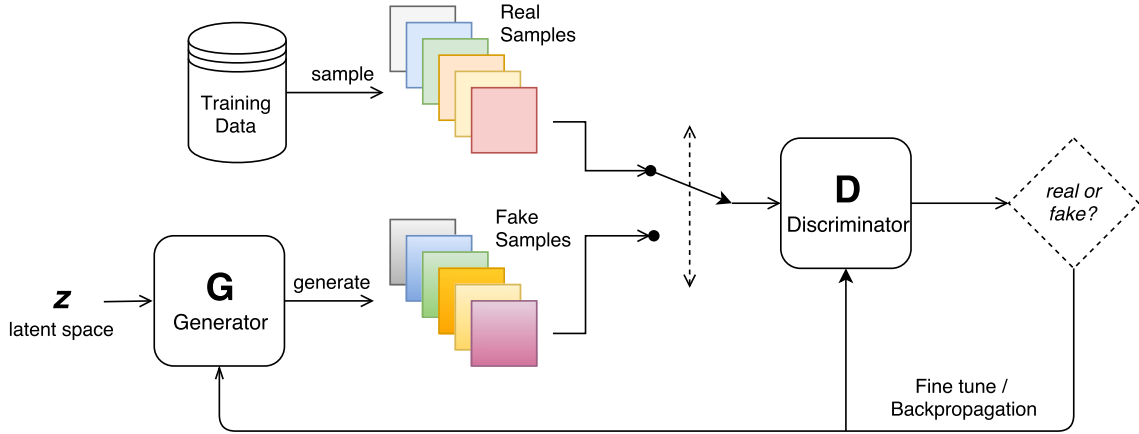 Real
Samples
sample
Training
Data
D
Discriminator
real or
fake?
Fake
Samples
G
Generator
generate
z
latent space
Fine tune /
Backpropagation